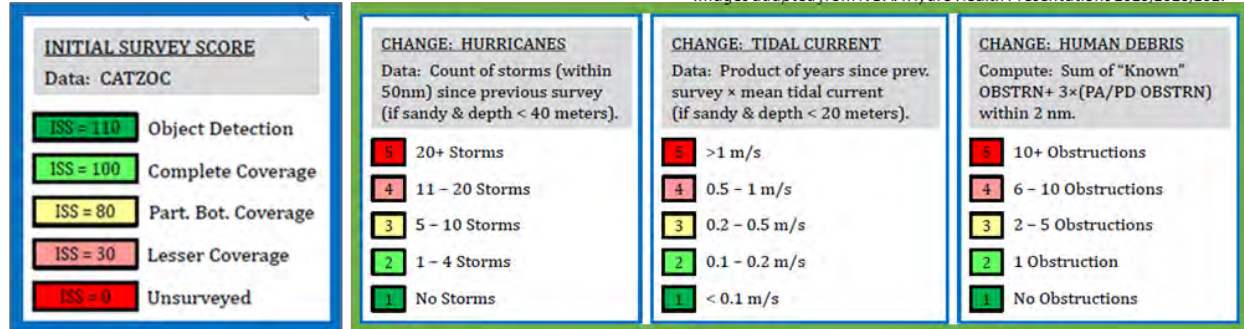 INITIAL SURVEY SCORE
Data: CATZOC
ISS = 110 Object Detection
ISS = 100 Complete Coverage
ISS = 80 Part. Bot. Coverage
ISS = 30 Lesser Coverage
ISS = 0 Unsurveyed
CHANGE: HURRICANES
Data: Count of storms (within
50nm) since previous survey
(if sandy & depth < 40 meters).
5 20+ Storms
4 11 – 20 Storms
3 5 – 10 Storms
2 1 – 4 Storms
1 No Storms
CHANGE: TIDAL CURRENT
Data: Product of years since prev.
survey × mean tidal current
(if sandy & depth < 20 meters).
5 >1 m/s
4 0.5 – 1 m/s
3 0.2 – 0.5 m/s
2 0.1 – 0.2 m/s
1 < 0.1 m/s
CHANGE: HUMAN DEBRIS
Compute: Sum of "Known"
OBSTRN+ 3×(PA/PD OBSTRN)
within 2 nm.
5 10+ Obstructions
4 6 – 10 Obstructions
3 2 – 5 Obstructions
2 1 Obstruction
1 No Obstructions